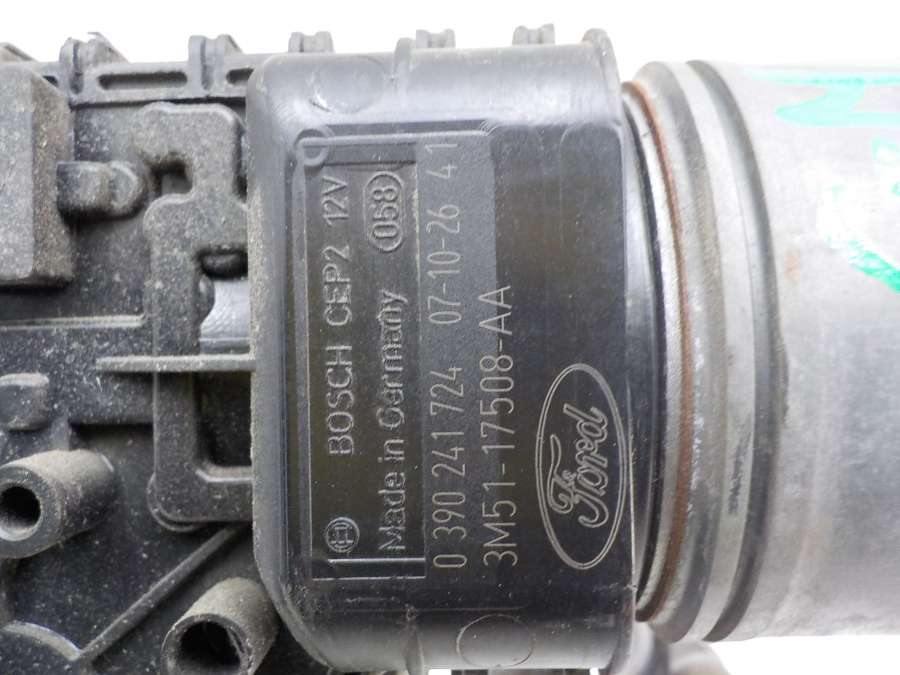 BOSCH CEP2 12V
Made in Germany 058
0 390 241 724 07-10-26 41
3M51-17508-AA
Ford